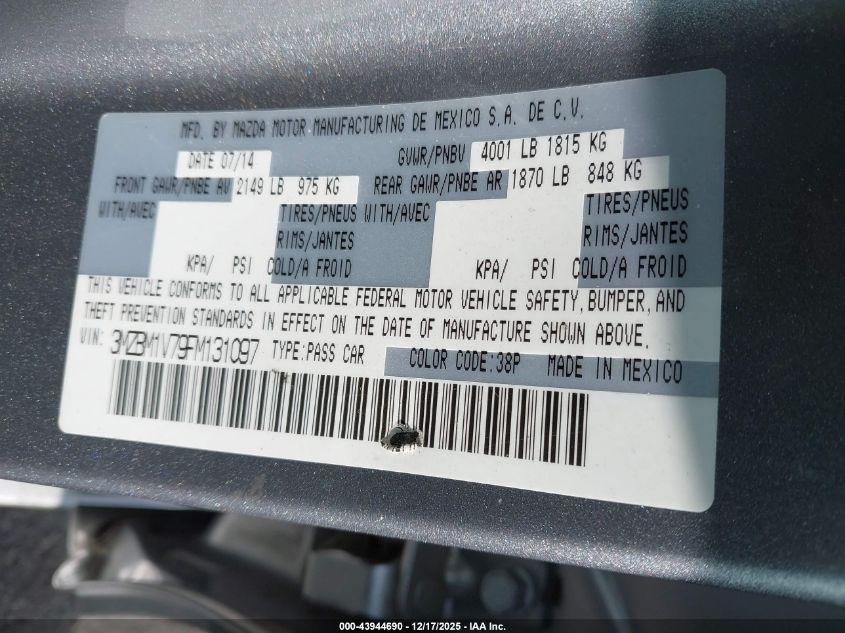 MFD. BY MAZDA MOTOR MANUFACTURING DE MEXICO S.A. DE C.V.
DATE 07/14 GVWR/PNBV 4001 LB 1815 KG
FRONT GAWR/PNBE AV 2149 LB 975 KG REAR GAWR/PNBE AR 1870 LB 848 KG
WITH/AVEC TIRES/PNEUS WITH/AVEC TIRES/PNEUS
RIMS/JANTES RIMS/JANTES
KPA/ PSI COLD/A FROID KPA/ PSI COLD/A FROID
THIS VEHICLE CONFORMS TO ALL APPLICABLE FEDERAL MOTOR VEHICLE SAFETY, BUMPER, AND
THEFT PREVENTION STANDARDS IN EFFECT ON THE DATE OF MANUFACTURE SHOWN ABOVE.
VIN: 3MZBM1V79FM131097 TYPE:PASS CAR COLOR CODE:38P MADE IN MEXICO
000-43944690 - 12/17/2025 - IAA Inc.